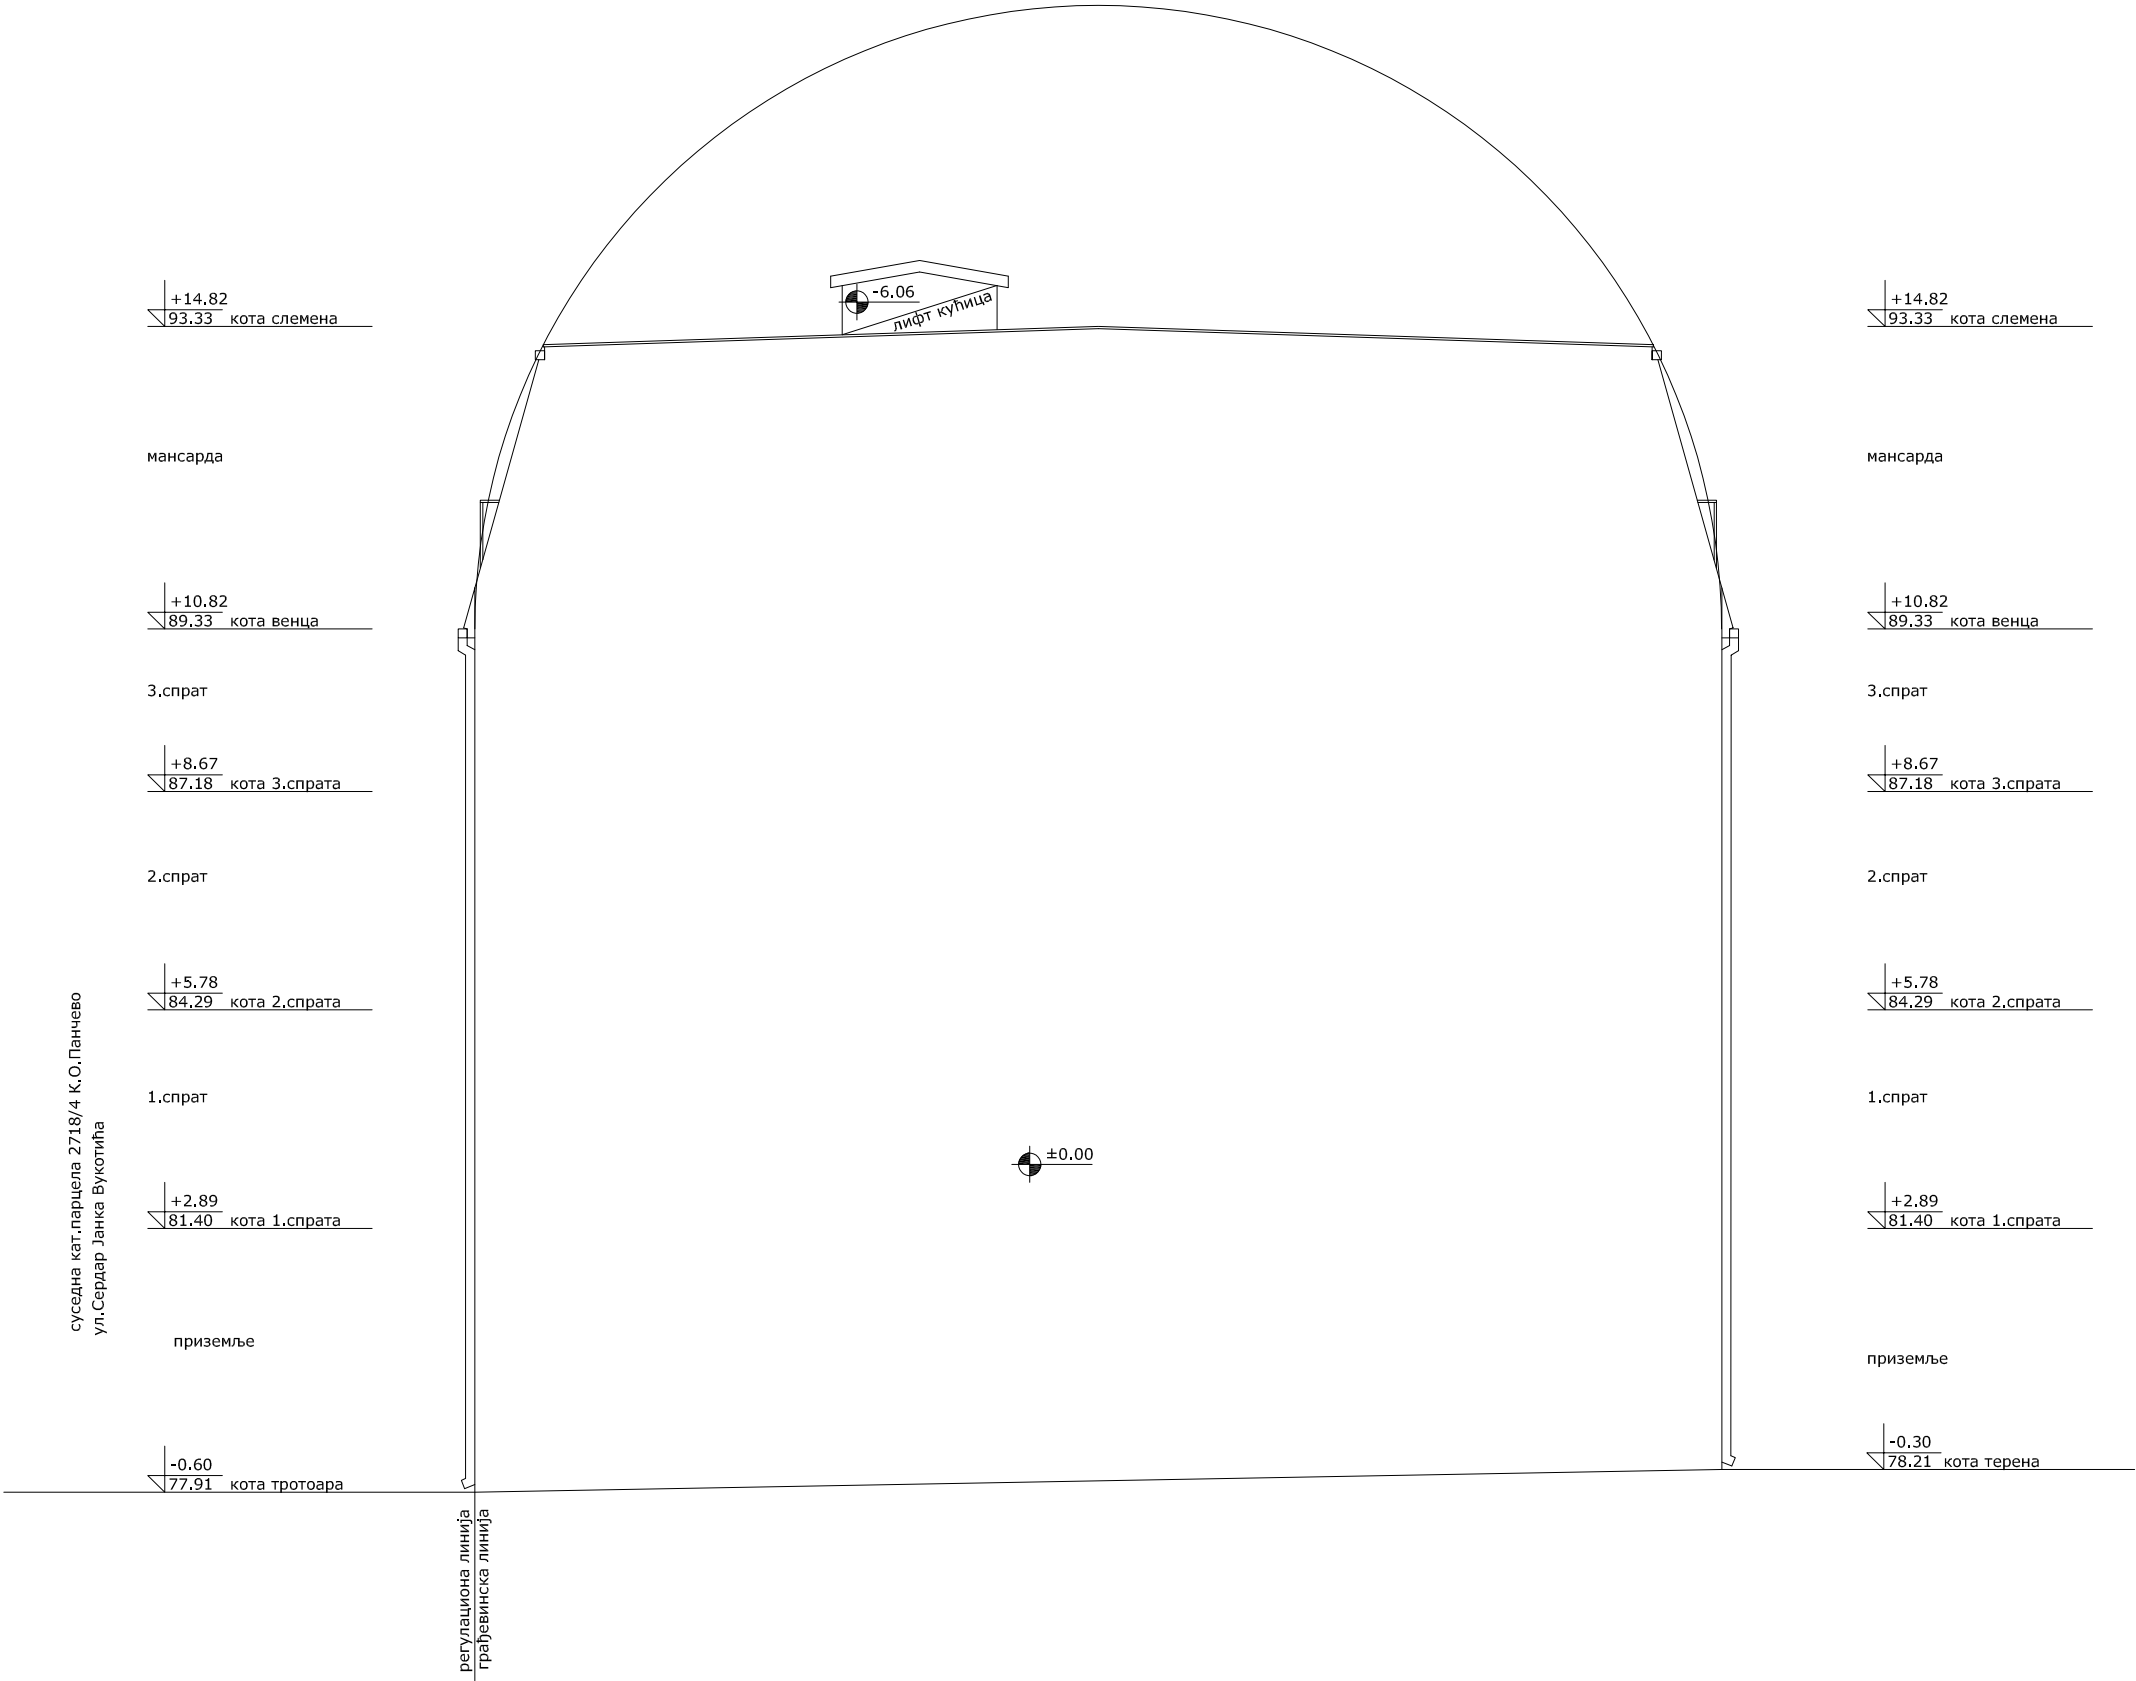 +14.82
93.33 кота слемена
-6.06
лифт кућица
+14.82
93.33 кота слемена
мансарда
мансарда
+10.82
89.33 кота венца
+10.82
89.33 кота венца
3.спрат
3.спрат
+8.67
87.18 кота 3.спрата
+8.67
87.18 кота 3.спрата
2.спрат
2.спрат
+5.78
84.29 кота 2.спрата
+5.78
84.29 кота 2.спрата
суседна кат.парцела 2718/4 К.О.Панчево
ул.Сердар Јанка Вукотића
1.спрат
1.спрат
±0.00
+2.89
81.40 кота 1.спрата
+2.89
81.40 кота 1.спрата
приземље
приземље
-0.60
77.91 кота тротоара
-0.30
78.21 кота терена
регулациона линија
грађевинска линија